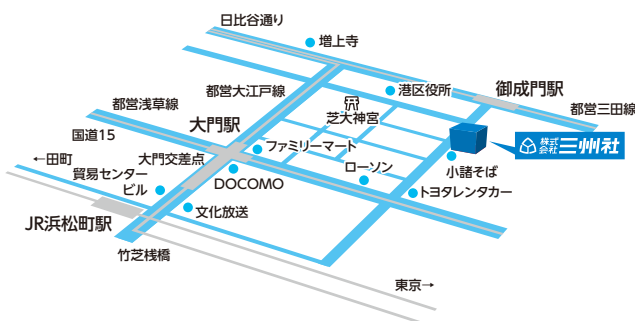 日比谷通り
増上寺
港区役所
御成門駅
都営大江戸線
都営浅草線
都営三田線
芝大神宮
国道15
大門駅
株式会社三州社
←田町
大門交差点
ファミリーマート
小諸そば
貿易センター
ビル
DOCOMO
ローソン
トヨタレンタカー
文化放送
JR浜松町駅
竹芝桟橋
東京→